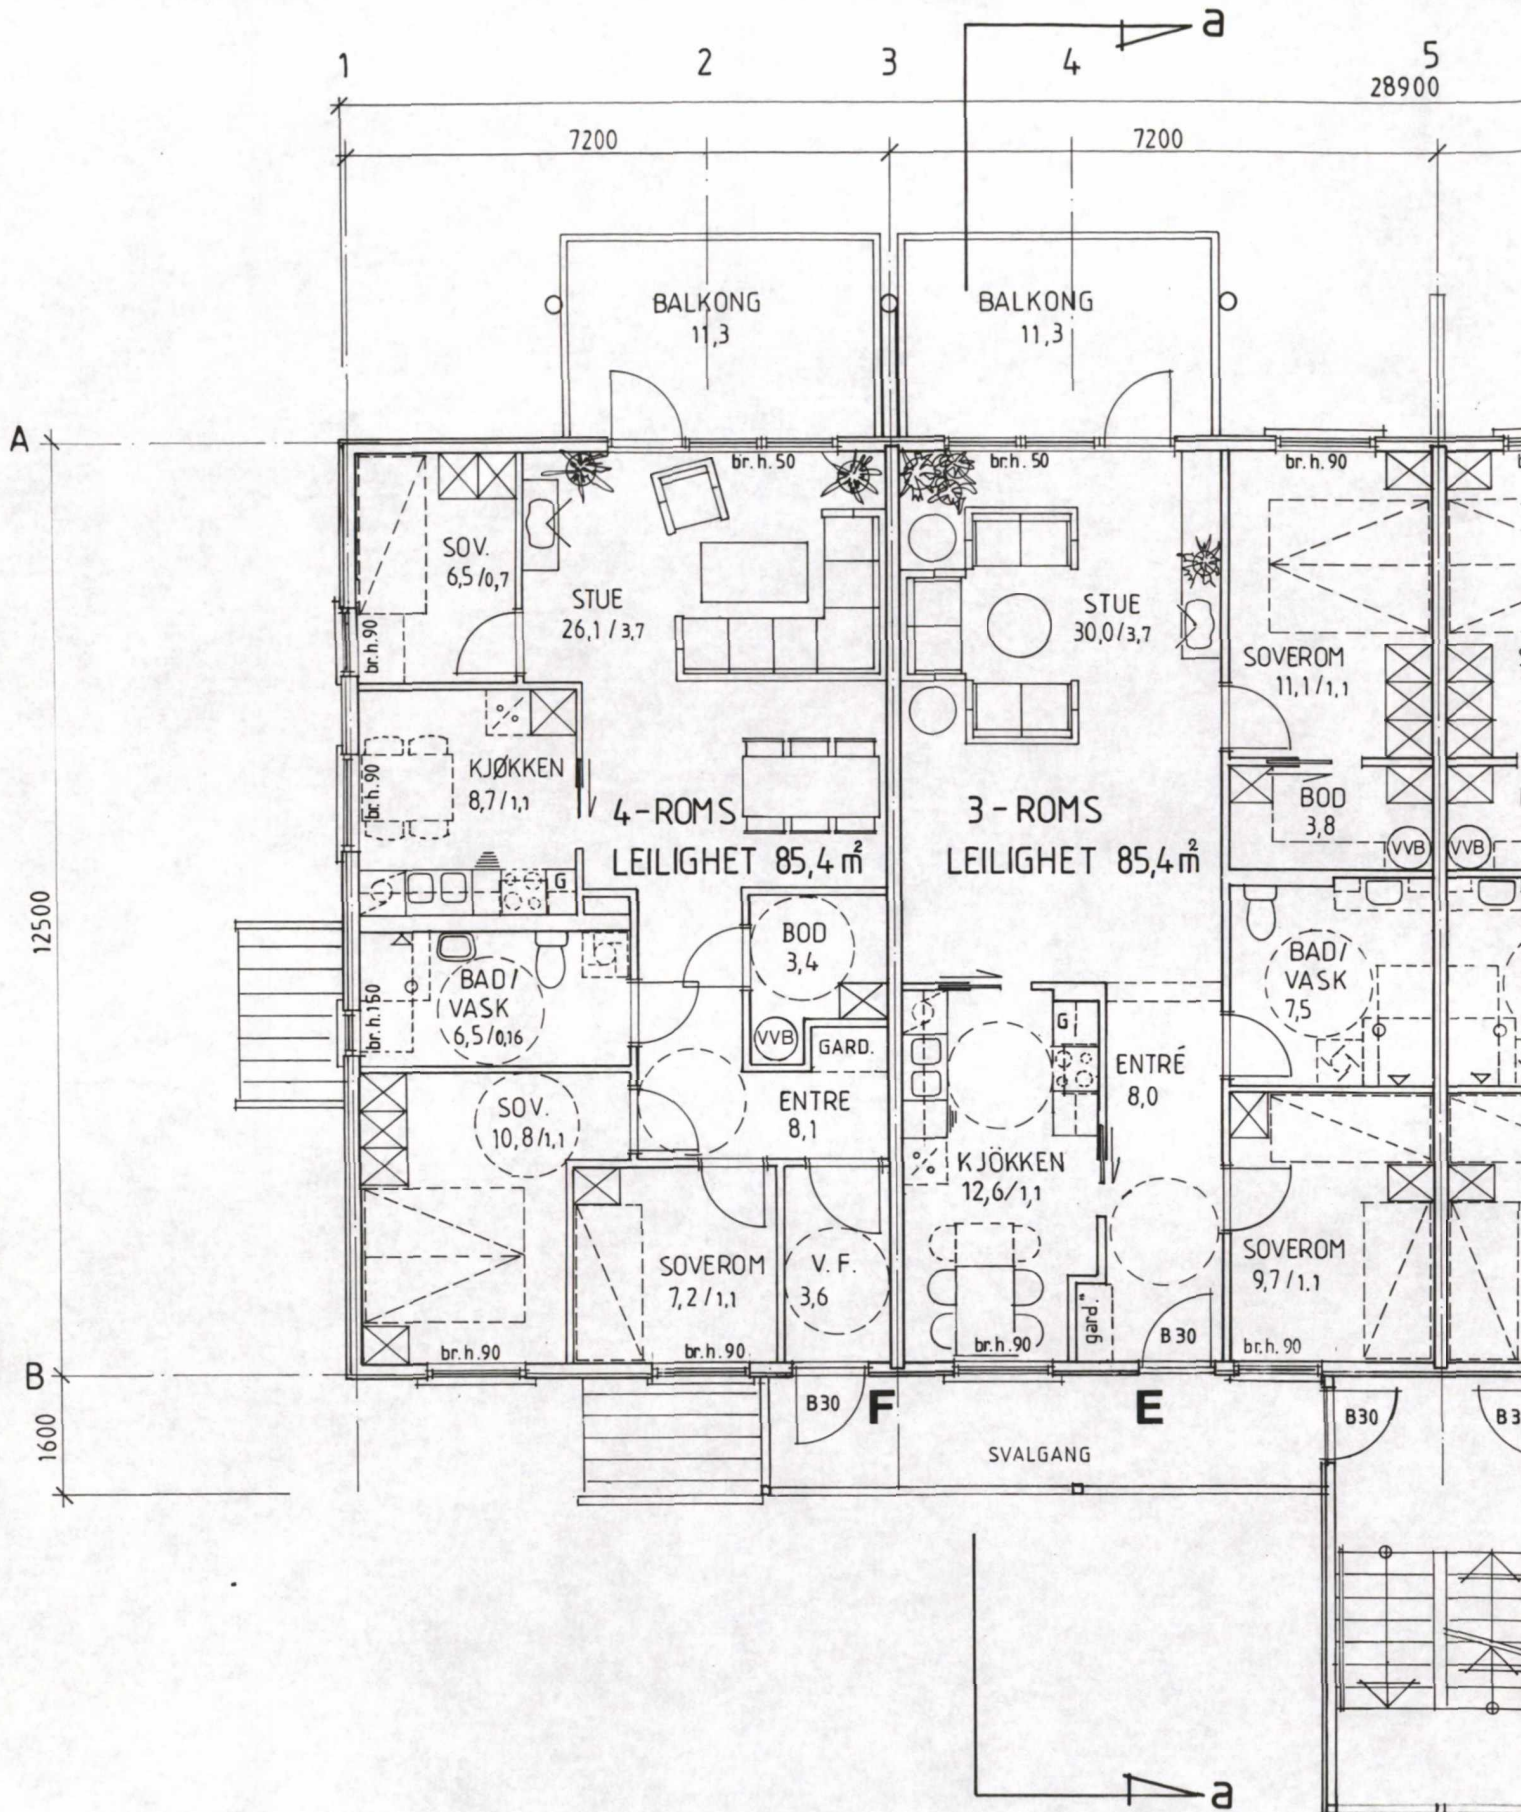 a
1 2 3 4 5
28900
7200 7200
BALKONG
11,3
BALKONG
11,3
A
br.h.50
br.h.50
br.h.90
SOV.
6,5/0,7
br.h.90
STUE
26,1/3,7
STUE
30,0/3,7
SOVEROM
11,1/1,1
KJØKKEN
8,7/1,1
br.h.90
G
4-ROMS
LEILIGHET 85,4 m²
3-ROMS
LEILIGHET 85,4 m²
BOD
3,8
VVB
VVB
12500
BAD/
VASK
6,5/0,16
br.h.150
BOD
3,4
VVB
GARD.
G
ENTRÉ
8,0
BAD/
VASK
7,5
SOV.
10,8/1,1
ENTRE
8,1
KJÖKKEN
12,6/1,1
SOVEROM
7,2/1,1
V.F.
3,6
SOVEROM
9,7/1.1
gard."
B30
br.h.90
br.h.90
br.h.90
br.h.90
B
B30
F
E
B30
1600
SVALGANG
a